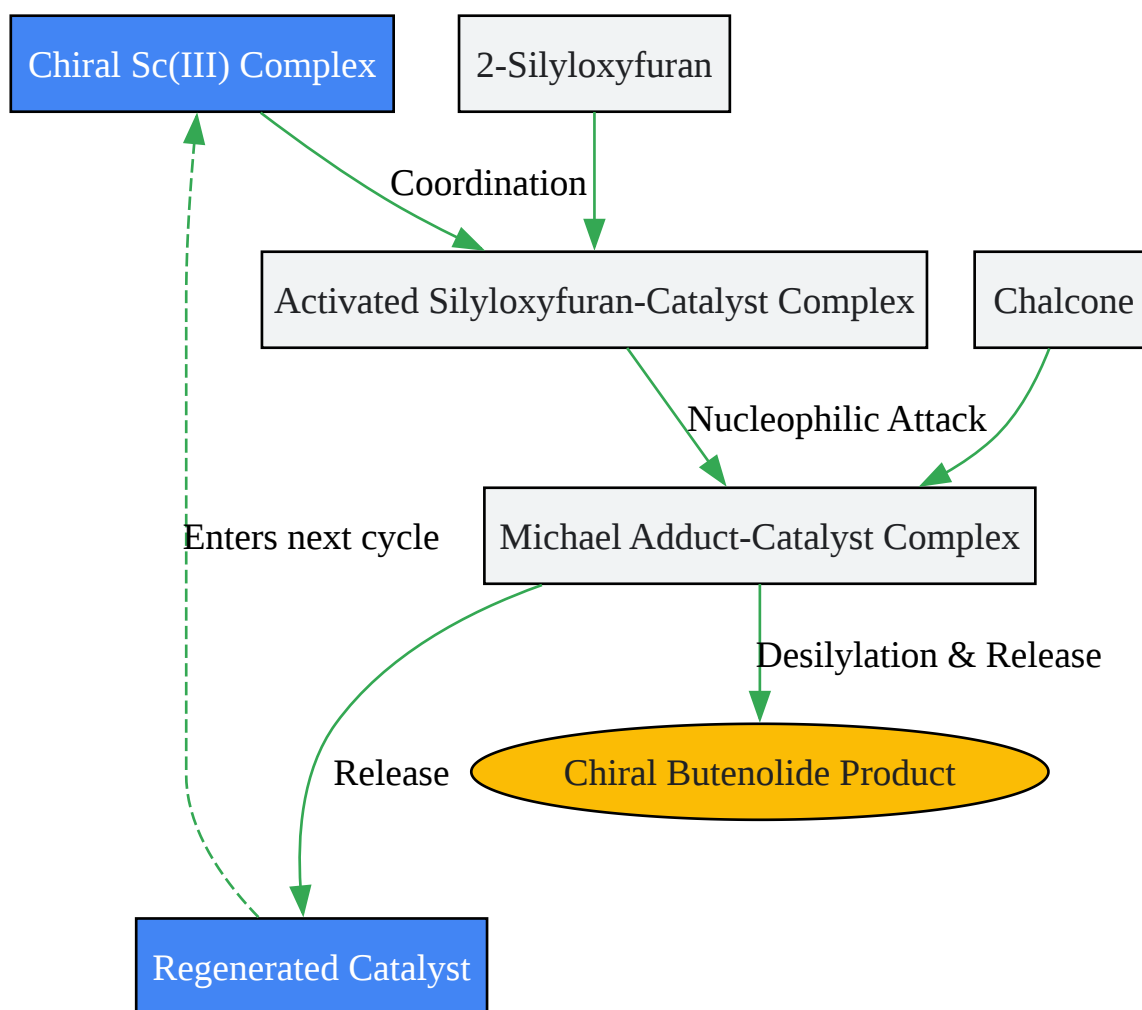 Chiral Sc(III) Complex
2-Silyloxyfuran
Coordination
Activated Silyloxyfuran-Catalyst Complex
Chalcone
Nucleophilic Attack
Enters next cycle
Michael Adduct-Catalyst Complex
Desilylation & Release
Release
Chiral Butenolide Product
Regenerated Catalyst